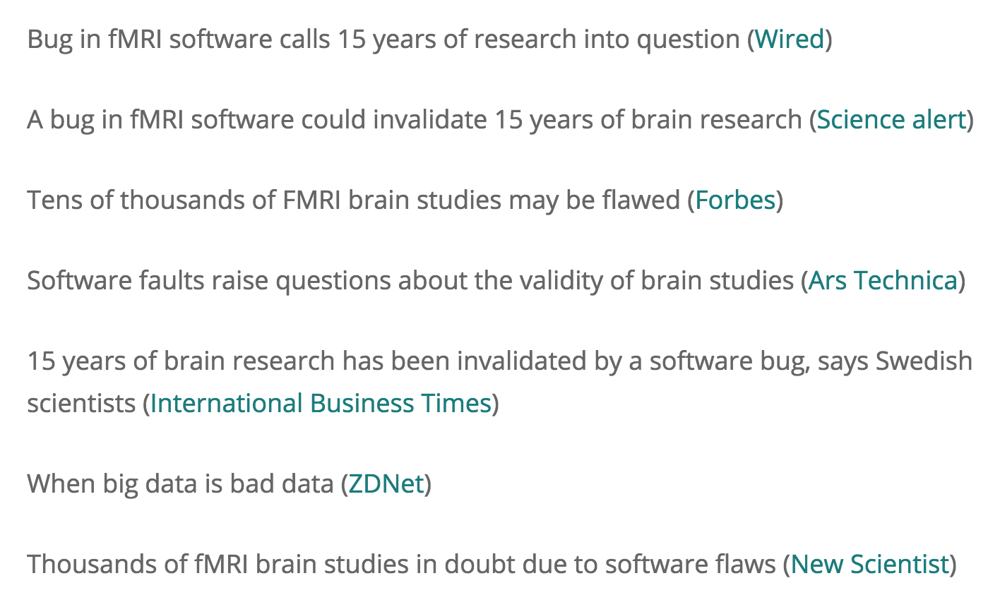 Bug in fMRI software calls 15 years of research into question (Wired)
A bug in fMRI software could invalidate 15 years of brain research (Science alert)
Tens of thousands of FMRI brain studies may be flawed (Forbes)
Software faults raise questions about the validity of brain studies (Ars Technica)
15 years of brain research has been invalidated by a software bug, says Swedish
scientists (International Business Times)
When big data is bad data (ZDNet)
Thousands of fMRI brain studies in doubt due to software flaws (New Scientist)